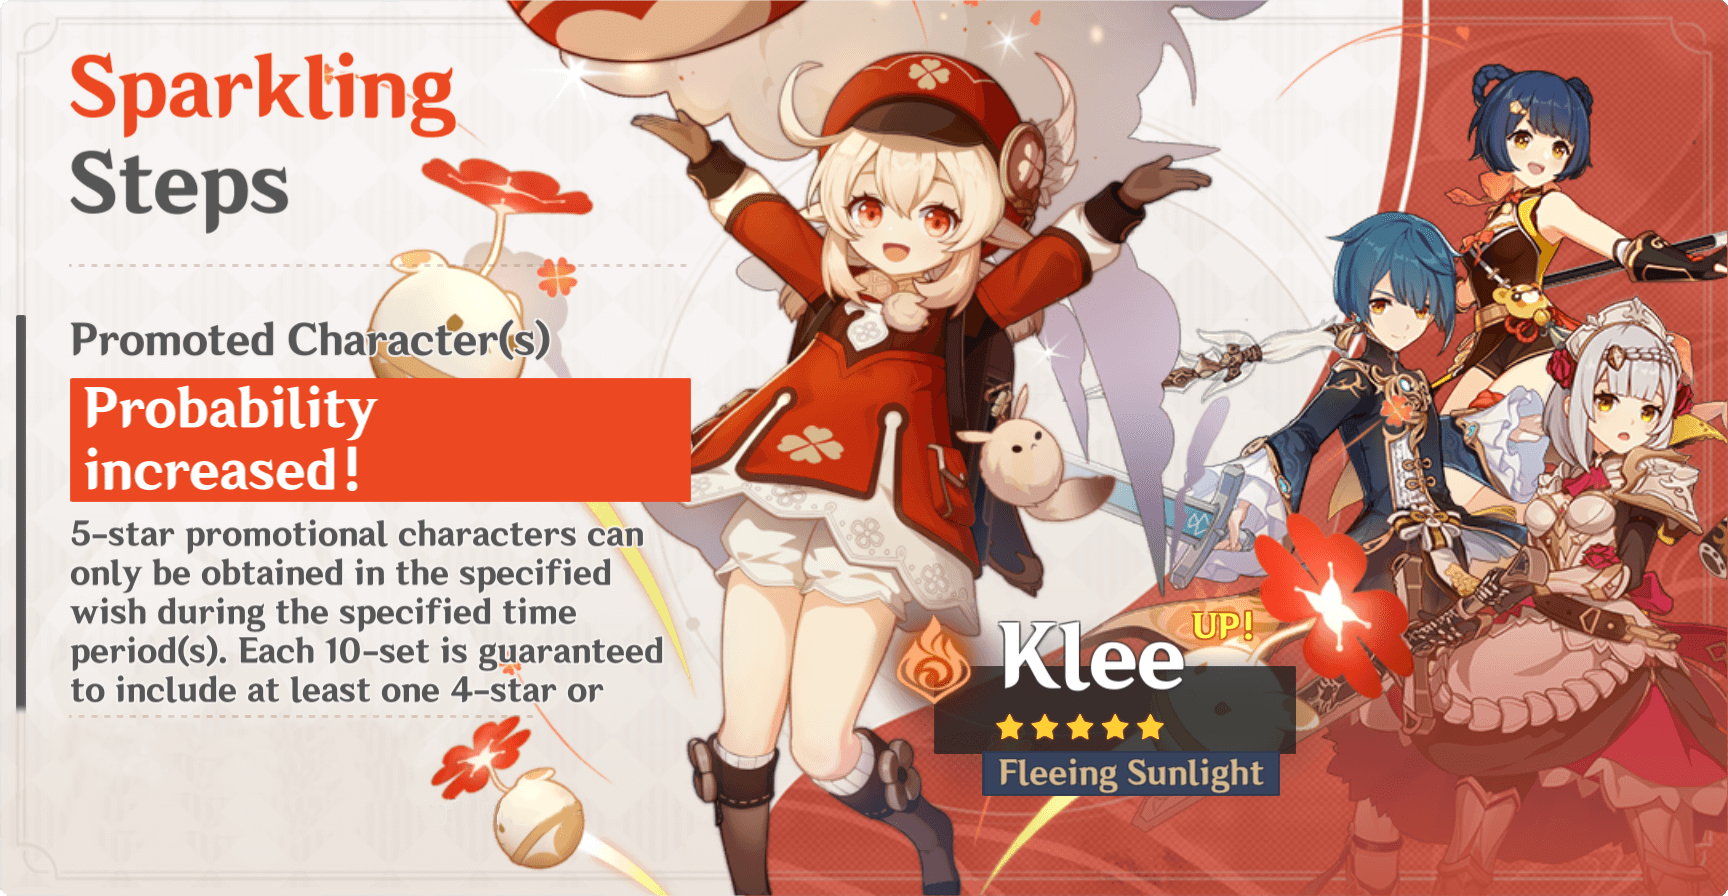 Sparkling
Steps
Promoted Character(s)
Probability
increased!
5-star promotional characters can
only be obtained in the specified
wish during the specified time
period(s). Each 10-set is guaranteed
to include at least one 4-star or
UP!
Klee
Fleeing Sunlight